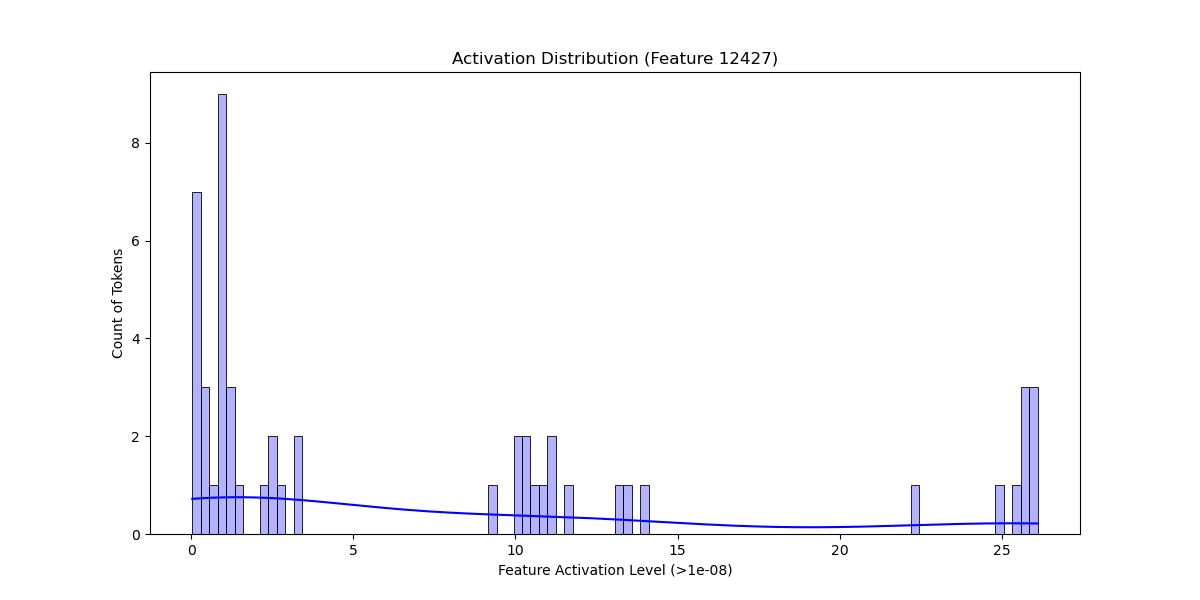 Activation Distribution (Feature 12427)
8
6
4
2
0
Count of Tokens
0 5 10 15 20 25
Feature Activation Level (>1e-08)